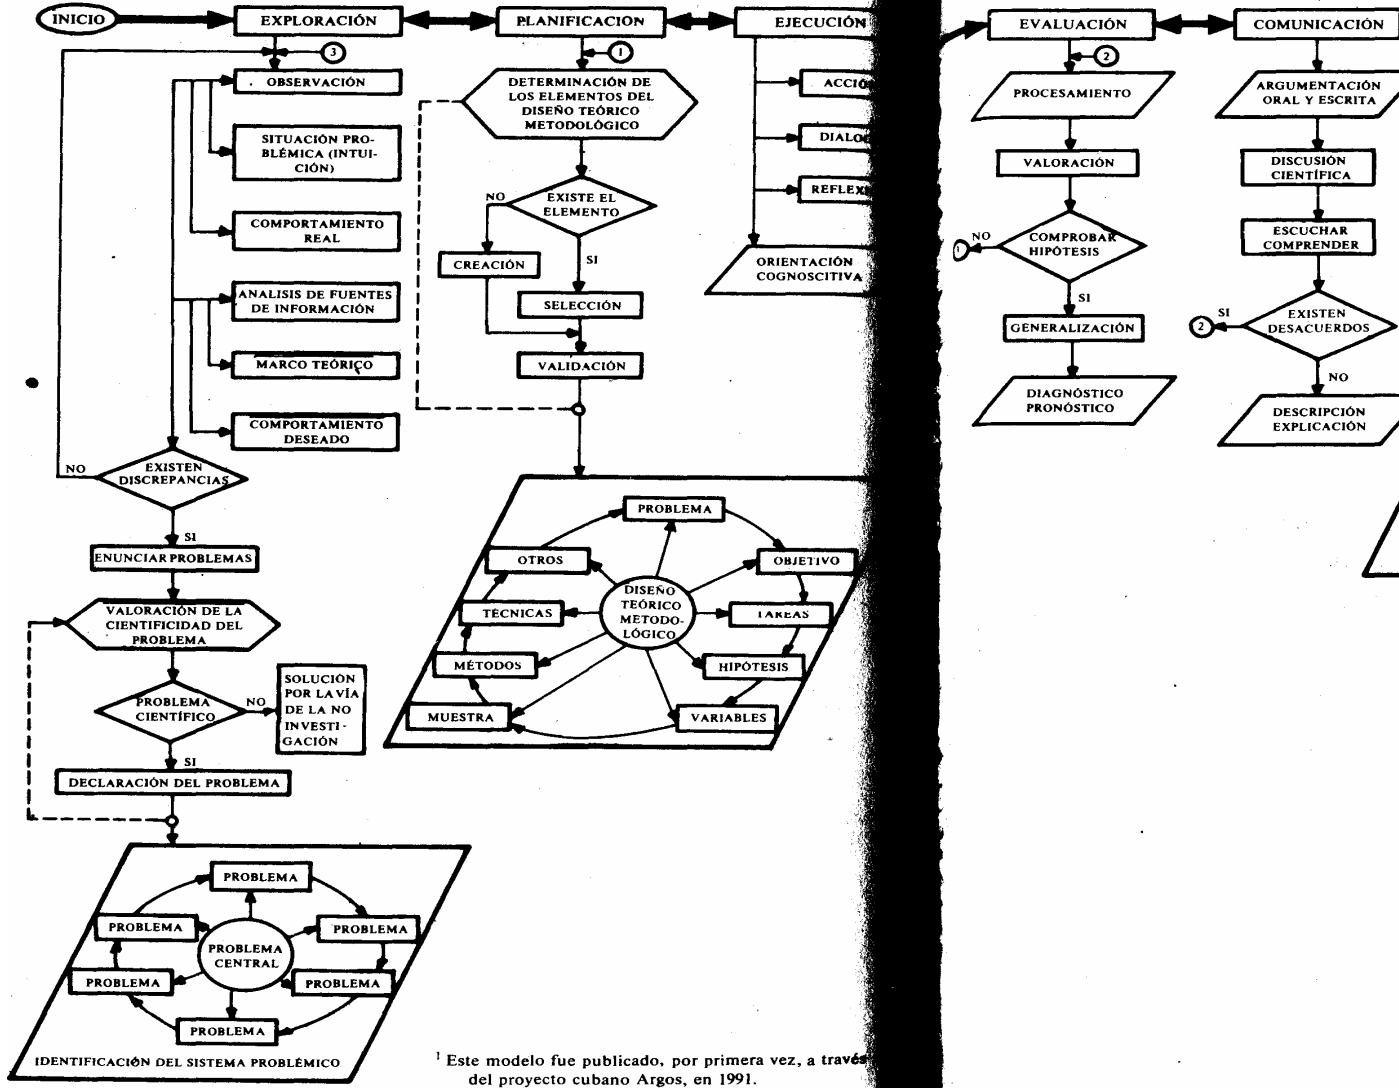 INICIO
EXPLORACIÓN
3
OBSERVACIÓN
SITUACIÓN PRO-
BLÉMICA (INTUI-
CIÓN)
COMPORTAMIENTO
REAL
ANALISIS DE FUENTES
DE INFORMACIÓN
MARCO TEÓRICO
COMPORTAMIENTO
DESEADO
EXISTEN
DISCREPANCIAS
NO
SI
ENUNCIAR PROBLEMAS
VALORACIÓN DE LA
CIENTIFICIDAD DEL
PROBLEMA
PROBLEMA
CIENTÍFICO
NO
SOLUCIÓN
POR LA VÍA
DE LA NO
INVESTI-
GACIÓN
SI
DECLARACIÓN DEL PROBLEMA
PROBLEMA
PROBLEMA
PROBLEMA
PROBLEMA
CENTRAL
PROBLEMA
PROBLEMA
PROBLEMA
IDENTIFICACIÓN DEL SISTEMA PROBLÉMICO
PLANIFICACION
1
DETERMINACIÓN DE
LOS ELEMENTOS DEL
DISEÑO TEÓRICO
METODOLÓGICO
EXISTE EL
ELEMENTO
NO
CREACIÓN
SI
SELECCIÓN
VALIDACIÓN
PROBLEMA
OTROS
OBJETIVO
DISEÑO
TEÓRICO
METODO-
LÓGICO
TÉCNICAS
TAREAS
MÉTODOS
HIPÓTESIS
MUESTRA
VARIABLES
EJECUCIÓN
ACCIÓ
DIALO
REFLEX
ORIENTACIÓN
COGNOSCITIVA
EVALUACIÓN
2
PROCESAMIENTO
VALORACIÓN
COMPROBAR
HIPÓTESIS
NO
1
SI
GENERALIZACIÓN
DIAGNÓSTICO
PRONÓSTICO
COMUNICACIÓN
ARGUMENTACIÓN
ORAL Y ESCRITA
DISCUSIÓN
CIENTÍFICA
ESCUCHAR
COMPRENDER
EXISTEN
DESACUERDOS
SI
2
NO
DESCRIPCIÓN
EXPLICACIÓN
1 Este modelo fue publicado, por primera vez, a través
del proyecto cubano Argos, en 1991.